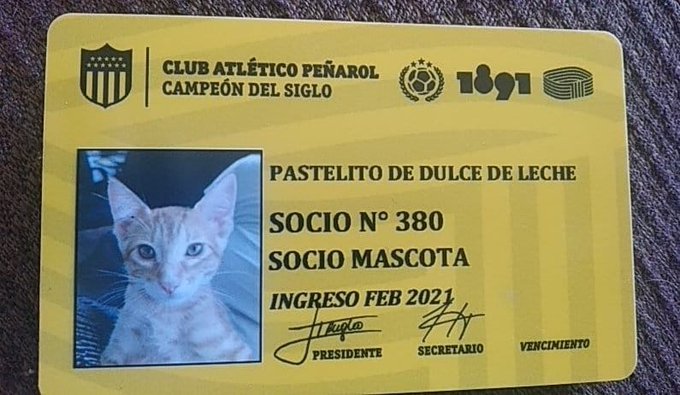 CLUB ATLÉTICO PEÑAROL
CAMPEÓN DEL SIGLO
1891
PASTELITO DE DULCE DE LECHE
SOCIO N° 380
SOCIO MASCOTA
INGRESO FEB 2021
PRESIDENTE
SECRETARIO
VENCIMIENTO